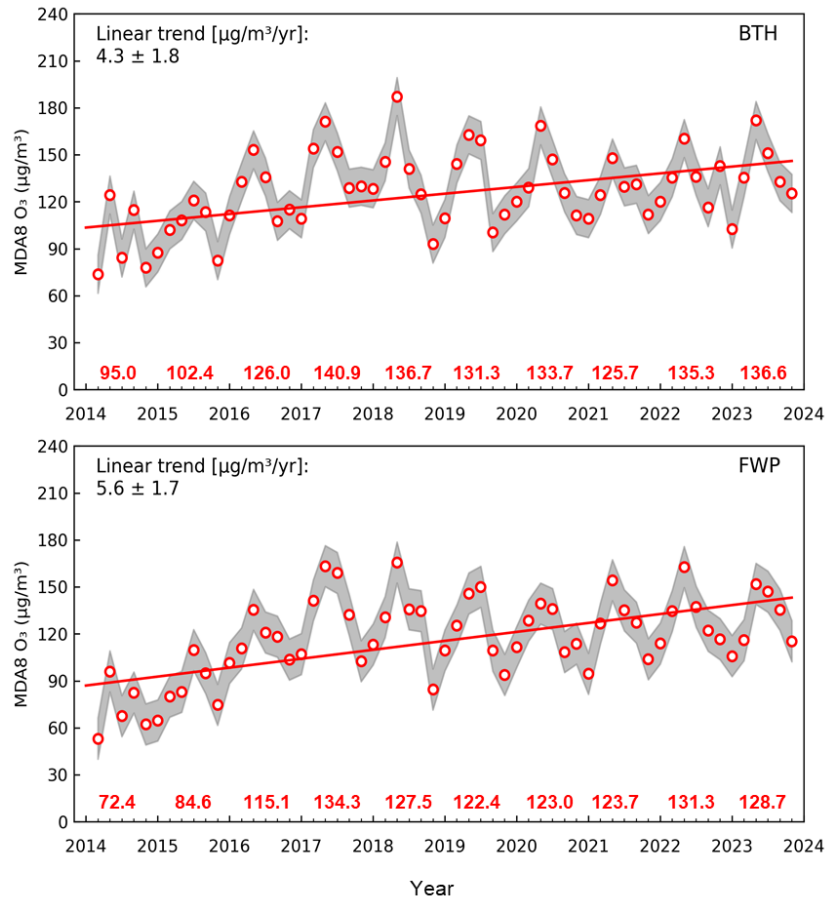 Linear trend [µg/m³/yr]:
4.3 ± 1.8
BTH
MDA8 O₃ (µg/m³)
240
210
180
150
120
90
60
30
0
95.0 102.4 126.0 140.9 136.7 131.3 133.7 125.7 135.3 136.6
2014 2015 2016 2017 2018 2019 2020 2021 2022 2023 2024
Linear trend [µg/m³/yr]:
5.6 ± 1.7
FWP
MDA8 O₃ (µg/m³)
240
210
180
150
120
90
60
30
0
72.4 84.6 115.1 134.3 127.5 122.4 123.0 123.7 131.3 128.7
2014 2015 2016 2017 2018 2019 2020 2021 2022 2023 2024
Year